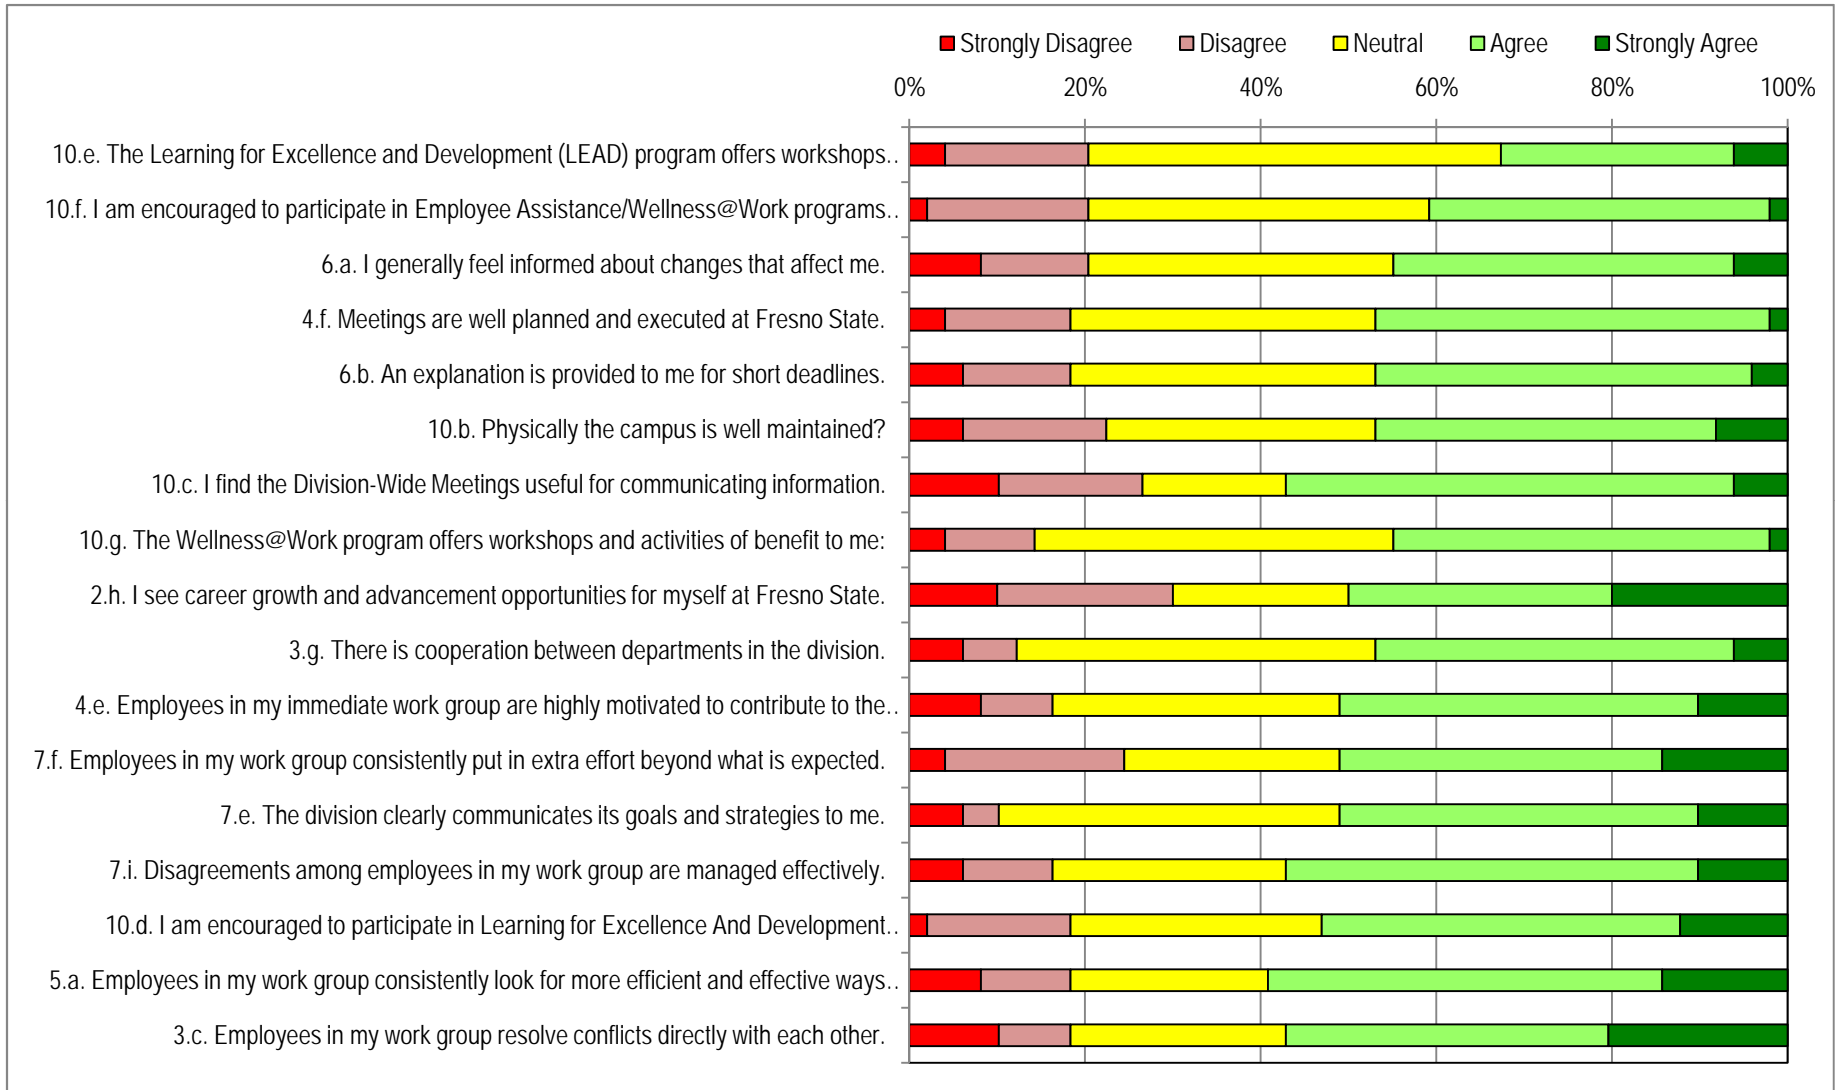 Strongly Disagree Disagree Neutral Agree Strongly Agree
0% 20% 40% 60% 80% 100%
10.e. The Learning for Excellence and Development (LEAD) program offers workshops..
10.f. I am encouraged to participate in Employee Assistance/Wellness@Work programs..
6.a. I generally feel informed about changes that affect me.
4.f. Meetings are well planned and executed at Fresno State.
6.b. An explanation is provided to me for short deadlines.
10.b. Physically the campus is well maintained?
10.c. I find the Division-Wide Meetings useful for communicating information.
10.g. The Wellness@Work program offers workshops and activities of benefit to me:
2.h. I see career growth and advancement opportunities for myself at Fresno State.
3.g. There is cooperation between departments in the division.
4.e. Employees in my immediate work group are highly motivated to contribute to the..
7.f. Employees in my work group consistently put in extra effort beyond what is expected.
7.e. The division clearly communicates its goals and strategies to me.
7.i. Disagreements among employees in my work group are managed effectively.
10.d. I am encouraged to participate in Learning for Excellence And Development..
5.a. Employees in my work group consistently look for more efficient and effective ways..
3.c. Employees in my work group resolve conflicts directly with each other.